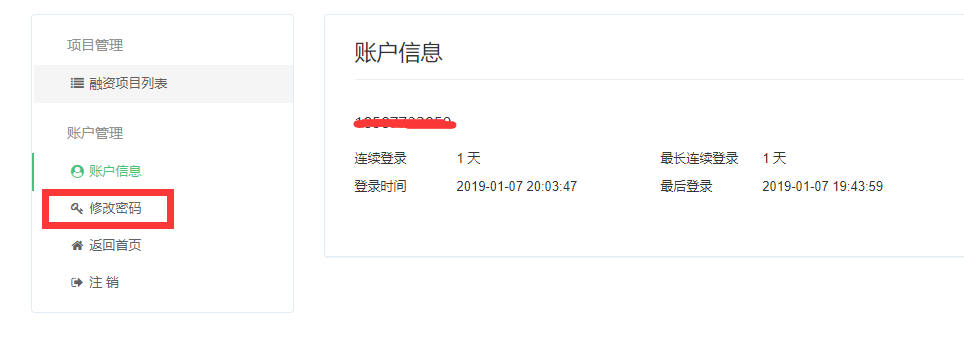 项目管理
融资项目列表
账户管理
账户信息
修改密码
返回首页
注 销
账户信息
连续登录 1 天 最长连续登录 1 天
登录时间 2019-01-07 20:03:47 最后登录 2019-01-07 19:43:59